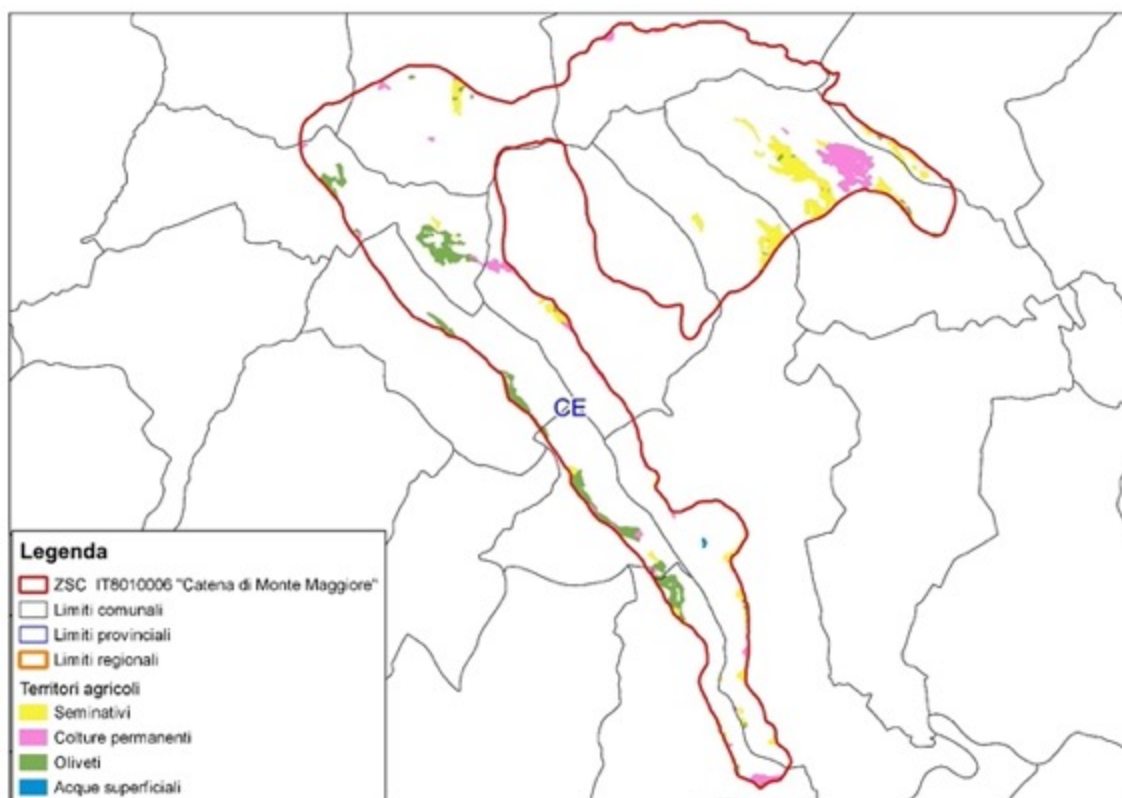 CE
Legenda
ZSC IT8010006 "Catena di Monte Maggiore"
Limiti comunali
Limiti provinciali
Limiti regionali
Territori agricoli
Seminativi
Colture permanenti
Oliveti
Acque superficiali